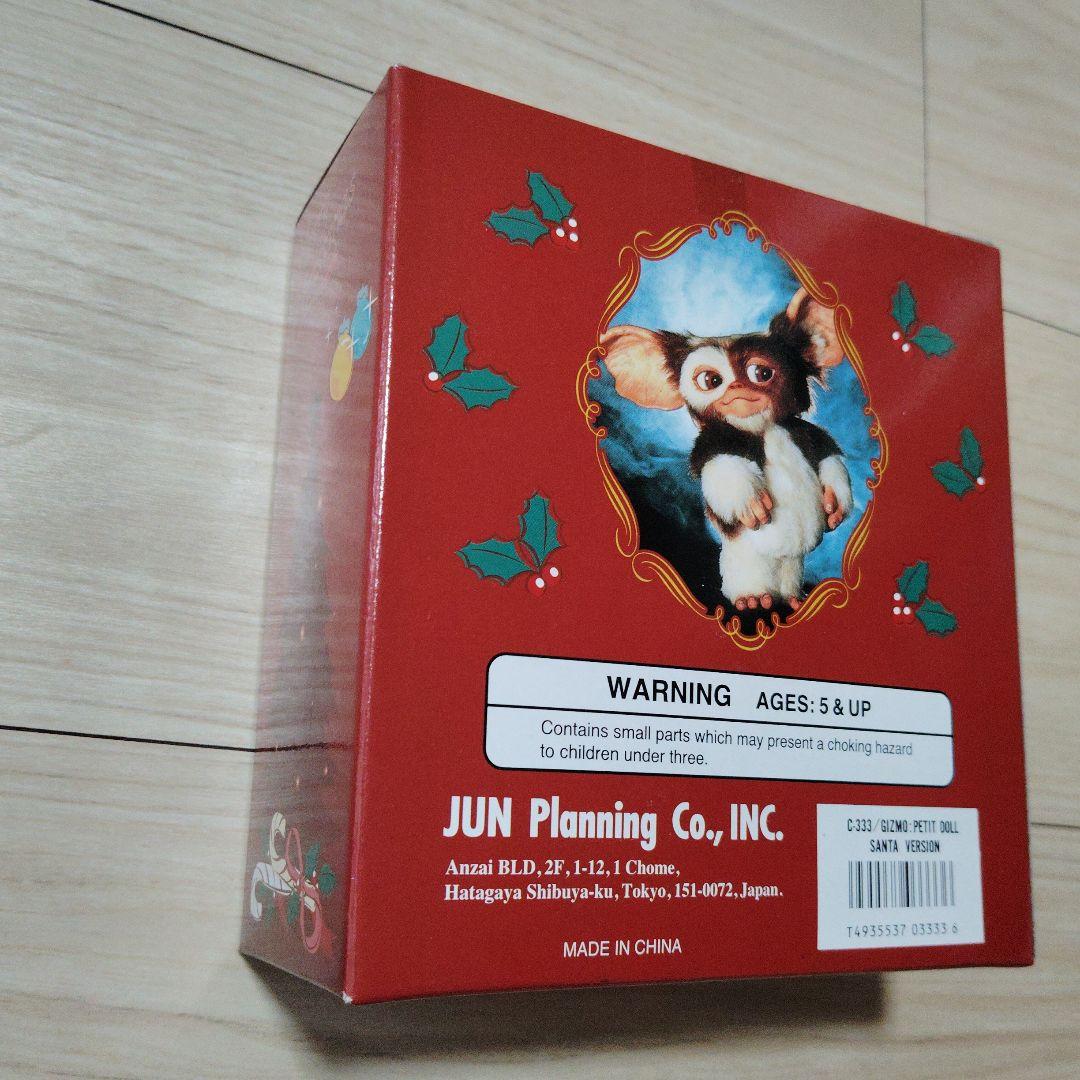 WARNING AGES: 5 & UP
Contains small parts which may present a choking hazard
to children under three.
JUN Planning Co., INC.
Anzai BLD, 2F, 1-12, 1 Chome,
Hatagaya Shibuya-ku, Tokyo, 151-0072, Japan.
MADE IN CHINA
C-333/GIZMO:PETIT DOLL
SANTA VERSION
T4935537 03333 6